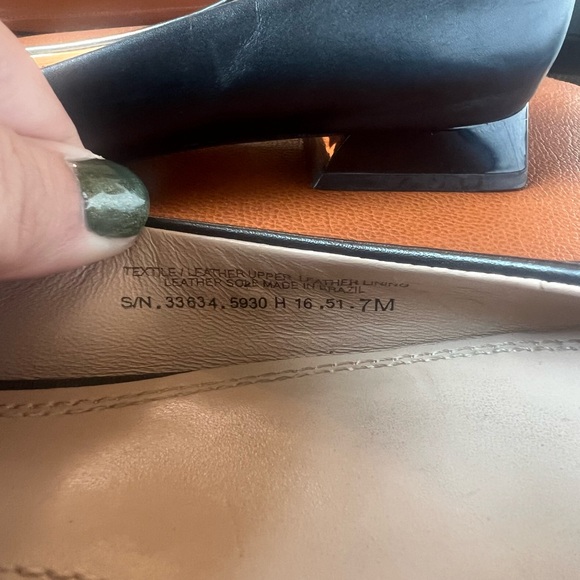 TEXTILE/LEATHER UPPER LEATHER LINING
LEATHER SOLE MADE IN BRAZIL
S/N.33634.5930 H 16.51.7M